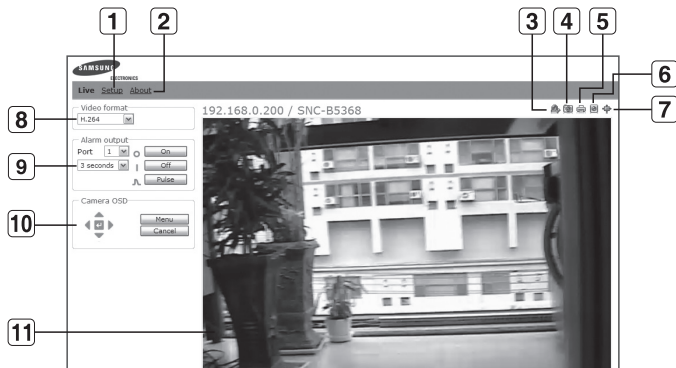 1
2
3
4
5
6
7
8
9
10
11
SAMSUNG
ELECTRONICS
Live Setup About
192.168.0.200 / SNC-B5368
Video format
H.264
Alarm output
Port 1 On
3 seconds Off
Pulse
Camera OSD
Menu
Cancel